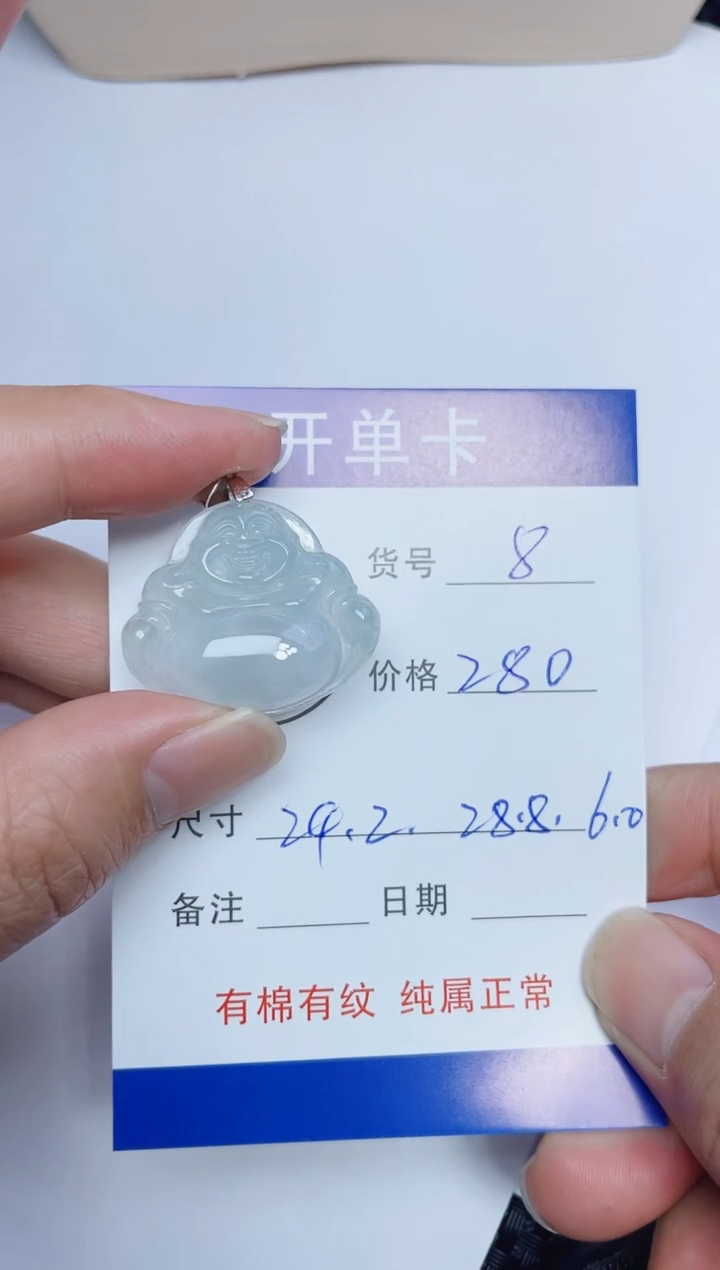 开单卡
货号 8
价格 280
尺寸 24.2. 28.8. 6.0
备注 日期
有棉有纹 纯属正常